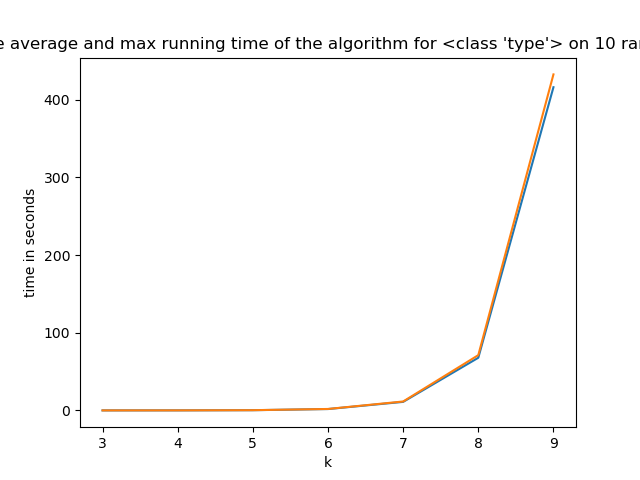 e average and max running time of the algorithm for <class 'type'> on 10 rar
400
300
200
100
0
time in seconds
3 4 5 6 7 8 9
k